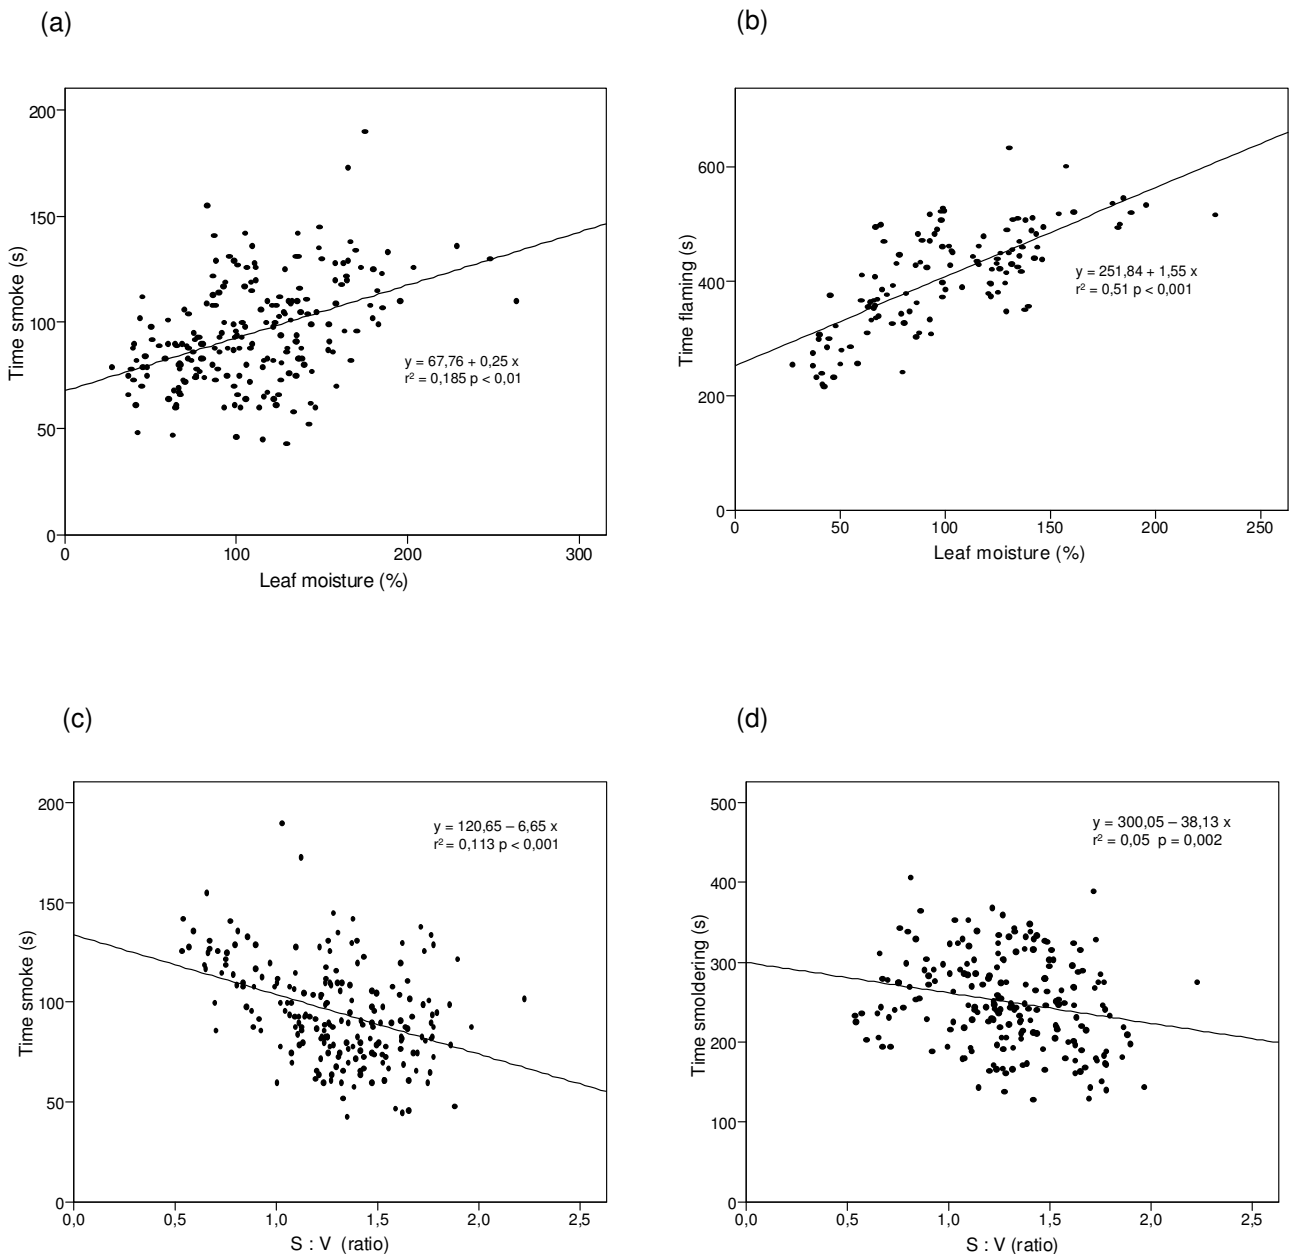 (a)
200
150
100
50
0
Time smoke (s)
y = 67,76 + 0,25 x
r² = 0,185 p < 0,01
0 100 200 300
Leaf moisture (%)
(b)
600
400
200
0
Time flaming (s)
y = 251,84 + 1,55 x
r² = 0,51 p < 0,001
0 50 100 150 200 250
Leaf moisture (%)
(c)
200
150
100
50
0
Time smoke (s)
y = 120,65 – 6,65 x
r² = 0,113 p < 0,001
0,0 0,5 1,0 1,5 2,0 2,5
S : V (ratio)
(d)
500
400
300
200
100
0
Time smoldering (s)
y = 300,05 – 38,13 x
r² = 0,05 p = 0,002
0,0 0,5 1,0 1,5 2,0 2,5
S : V (ratio)